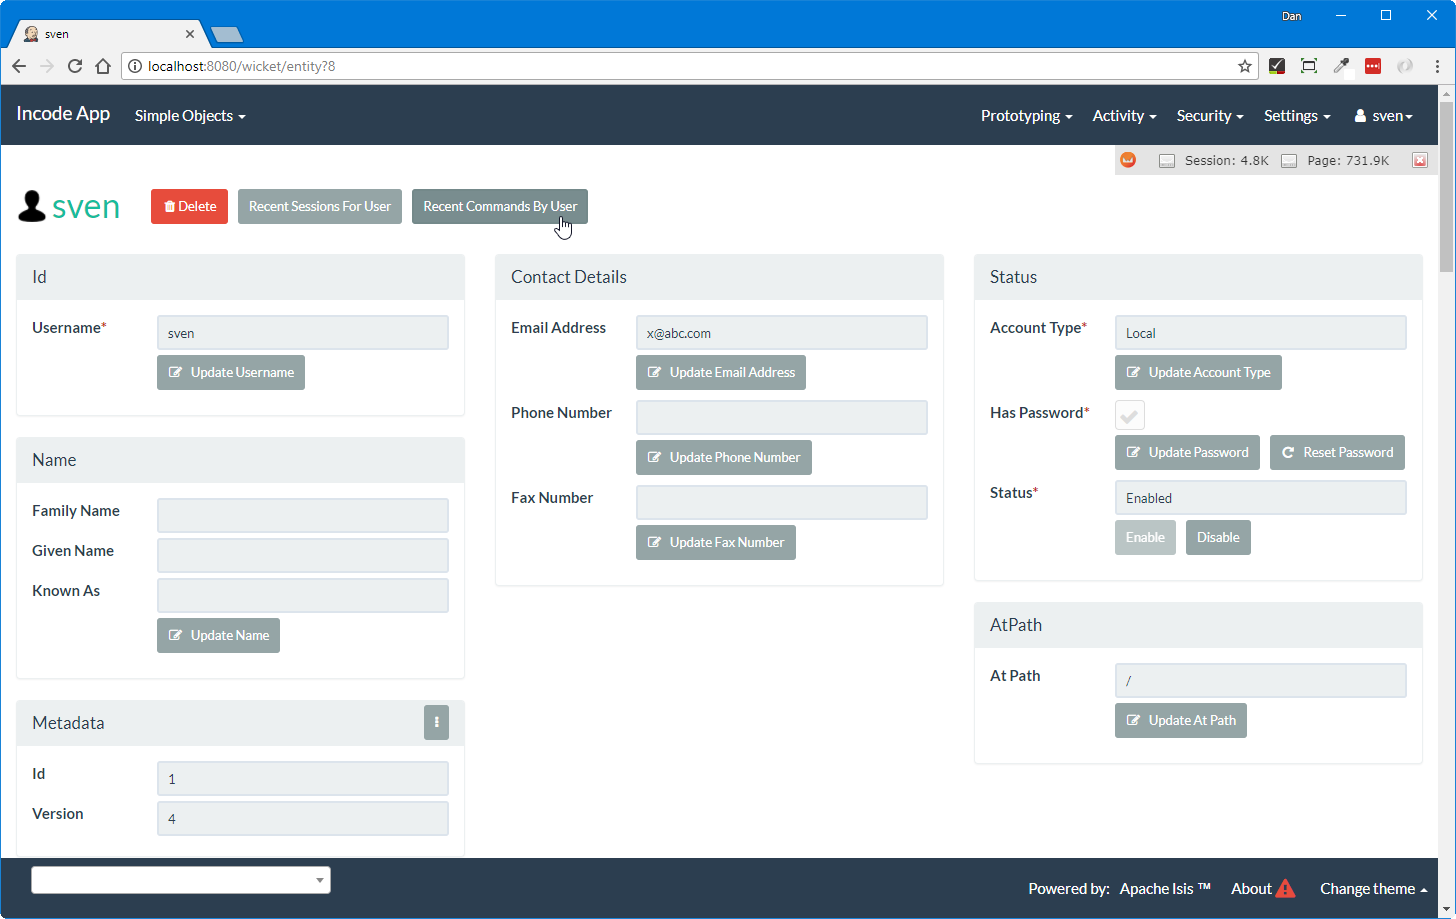 Dan
sven
localhost:8080/wicket/entity?8
Incode App Simple Objects Prototyping Activity Security Settings sven
Session: 4.8K Page: 731.9K
sven Delete Recent Sessions For User Recent Commands By User
Id
Username* sven
Update Username
Name
Family Name
Given Name
Known As
Update Name
Metadata
Id 1
Version 4
Contact Details
Email Address x@abc.com
Update Email Address
Phone Number
Update Phone Number
Fax Number
Update Fax Number
Status
Account Type* Local
Update Account Type
Has Password*
Update Password Reset Password
Status* Enabled
Enable Disable
AtPath
At Path /
Update At Path
Powered by: Apache Isis ™ About Change theme